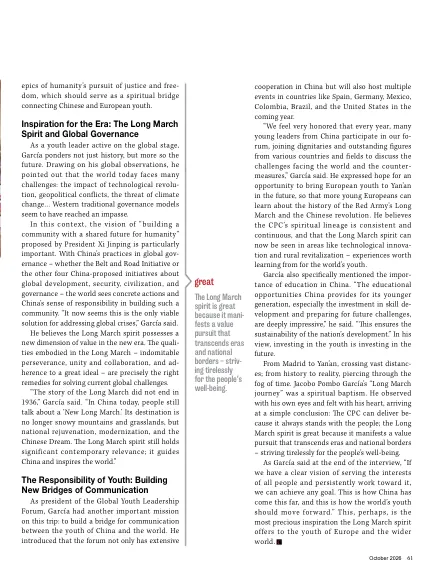 epics of humanity's pursuit of justice and free-
dom, which should serve as a spiritual bridge
connecting Chinese and European youth.
Inspiration for the Era: The Long March
Spirit and Global Governance
As a youth leader active on the global stage,
García ponders not just history, but more so the
future. Drawing on his global observations, he
pointed out that the world today faces many
challenges: the impact of technological revolu-
tion, geopolitical conflicts, the threat of climate
change... Western traditional governance models
seem to have reached an impasse.
In this context, the vision of "building a
community with a shared future for humanity"
proposed by President Xi Jinping is particularly
important. With China's practices in global gov-
ernance – whether the Belt and Road Initiative or
the other four China-proposed initiatives about
global development, security, civilization, and
governance – the world sees concrete actions and
China's sense of responsibility in building such a
community. "It now seems this is the only viable
solution for addressing global crises," García said.
He believes the Long March spirit possesses a
new dimension of value in the new era. The quali-
ties embodied in the Long March – indomitable
perseverance, unity and collaboration, and ad-
herence to a great ideal – are precisely the right
remedies for solving current global challenges.
"The story of the Long March did not end in
1936," García said. "In China today, people still
talk about a 'New Long March.' Its destination is
no longer snowy mountains and grasslands, but
national rejuvenation, modernization, and the
Chinese Dream. The Long March spirit still holds
significant contemporary relevance; it guides
China and inspires the world."
The Responsibility of Youth: Building
New Bridges of Communication
As president of the Global Youth Leadership
Forum, García had another important mission
on this trip: to build a bridge for communication
between the youth of China and the world. He
introduced that the forum not only has extensive
great
The Long March
spirit is great
because it mani-
fests a value
pursuit that
transcends eras
and national
borders – striv-
ing tirelessly
for the people's
well-being.
cooperation in China but will also host multiple
events in countries like Spain, Germany, Mexico,
Colombia, Brazil, and the United States in the
coming year.
"We feel very honored that every year, many
young leaders from China participate in our fo-
rum, joining dignitaries and outstanding figures
from various countries and fields to discuss the
challenges facing the world and the counter-
measures," García said. He expressed hope for an
opportunity to bring European youth to Yan'an
in the future, so that more young Europeans can
learn about the history of the Red Army's Long
March and the Chinese revolution. He believes
the CPC's spiritual lineage is consistent and
continuous, and that the Long March spirit can
now be seen in areas like technological innova-
tion and rural revitalization – experiences worth
learning from for the world's youth.
García also specifically mentioned the impor-
tance of education in China. "The educational
opportunities China provides for its younger
generation, especially the investment in skill de-
velopment and preparing for future challenges,
are deeply impressive," he said. "This ensures the
sustainability of the nation's development." In his
view, investing in the youth is investing in the
future.
From Madrid to Yan'an, crossing vast distanc-
es; from history to reality, piercing through the
fog of time. Jacobo Pombo García's "Long March
journey" was a spiritual baptism. He observed with
his own eyes and felt with his heart, arriving
at a simple conclusion: The CPC can deliver be-
cause it always stands with the people; the Long
March spirit is great because it manifests a value
pursuit that transcends eras and national borders
– striving tirelessly for the people's well-being.
As García said at the end of the interview, "If
we have a clear vision of serving the interests
of all people and persistently work toward it,
we can achieve any goal. This is how China has
come this far, and this is how the world's youth
should move forward." This, perhaps, is the
most precious inspiration the Long March spirit
offers to the youth of Europe and the wider
world.
October 2026 61